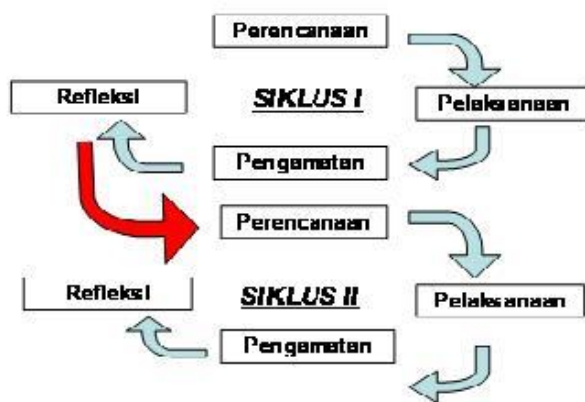 Perencanaan
Refleksi
SIKLUS I
Pelaksanaan
Pengamatan
Perencanaan
Refleksi
SIKLUS II
Pelaksanaan
Pengamatan